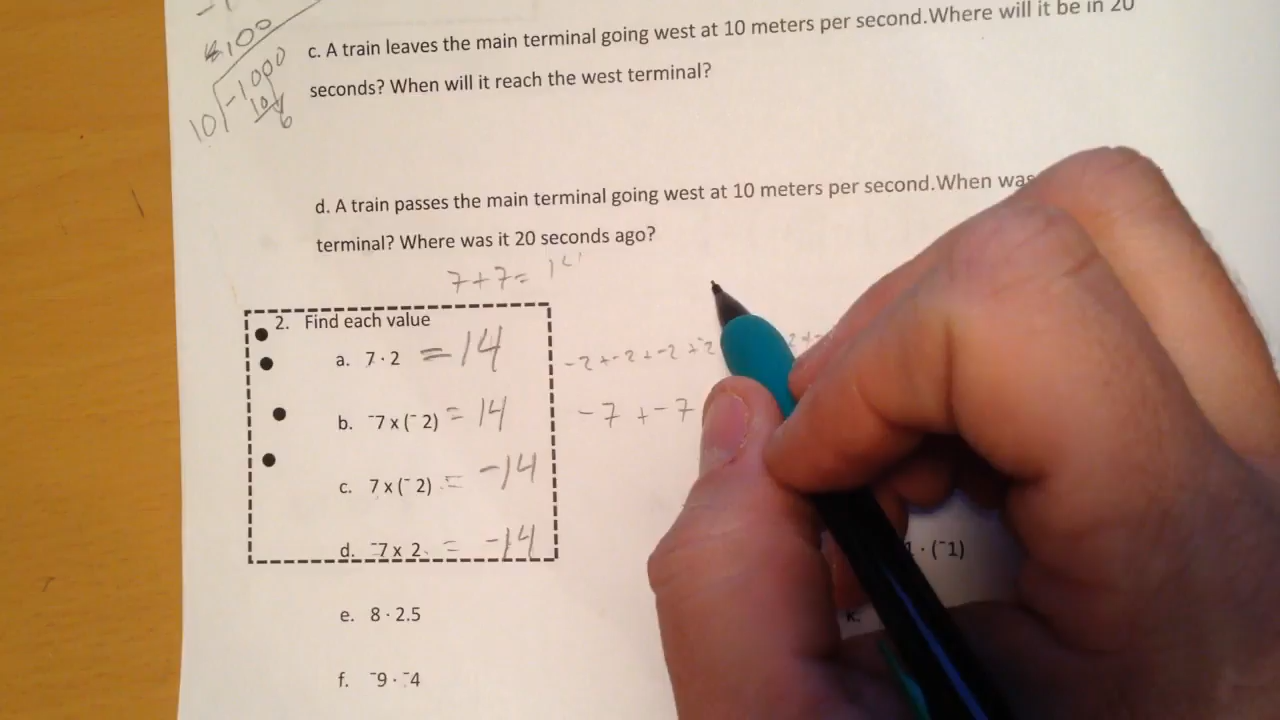 100
10 -1000
10
0
c. A train leaves the main terminal going west at 10 meters per second.Where will it be in 20
seconds? When will it reach the west terminal?
d. A train passes the main terminal going west at 10 meters per second.When was
terminal? Where was it 20 seconds ago?
7+7=
2. Find each value
a. 7 · 2 = 14
-2 + -2 + -2 + -2
b. ⁻7 x (⁻ 2) = 14
-7 + -7
c. 7 x (⁻ 2) = -14
d. ⁻7 x 2 = -14
· (⁻1)
e. 8 · 2.5
k.
f. ⁻9 · ⁻4